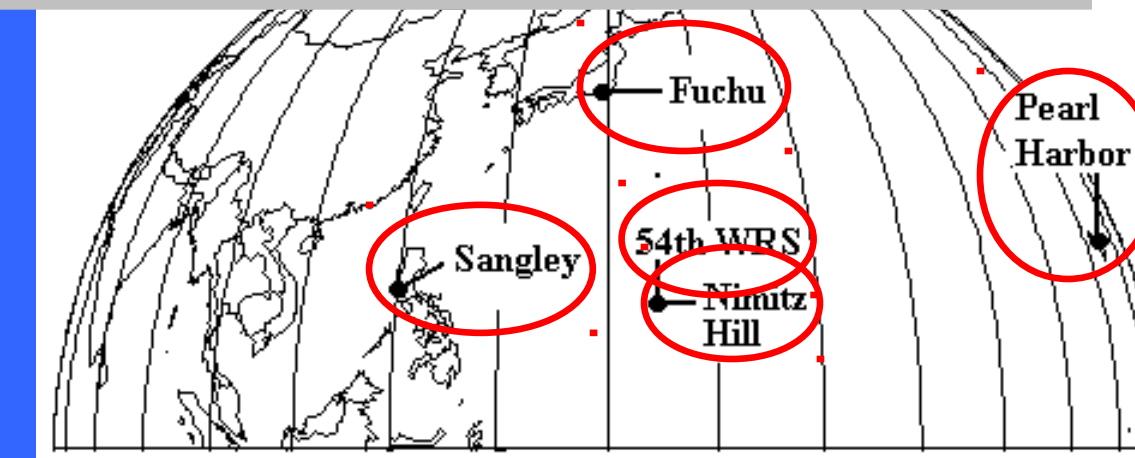 Fuchu
Pearl
Harbor
54th WRS
Sangley
Nimitz
Hill